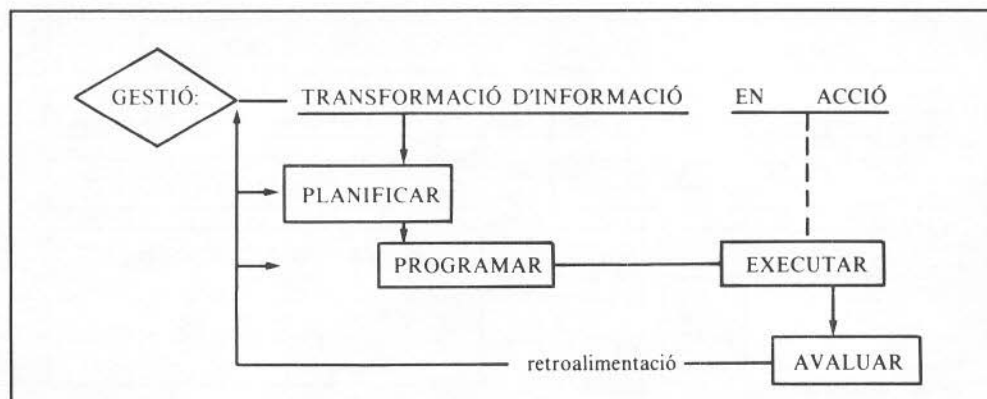 GESTIÓ: TRANSFORMACIÓ D'INFORMACIÓ EN ACCIÓ
PLANIFICAR
PROGRAMAR EXECUTAR
retroalimentació AVALUAR